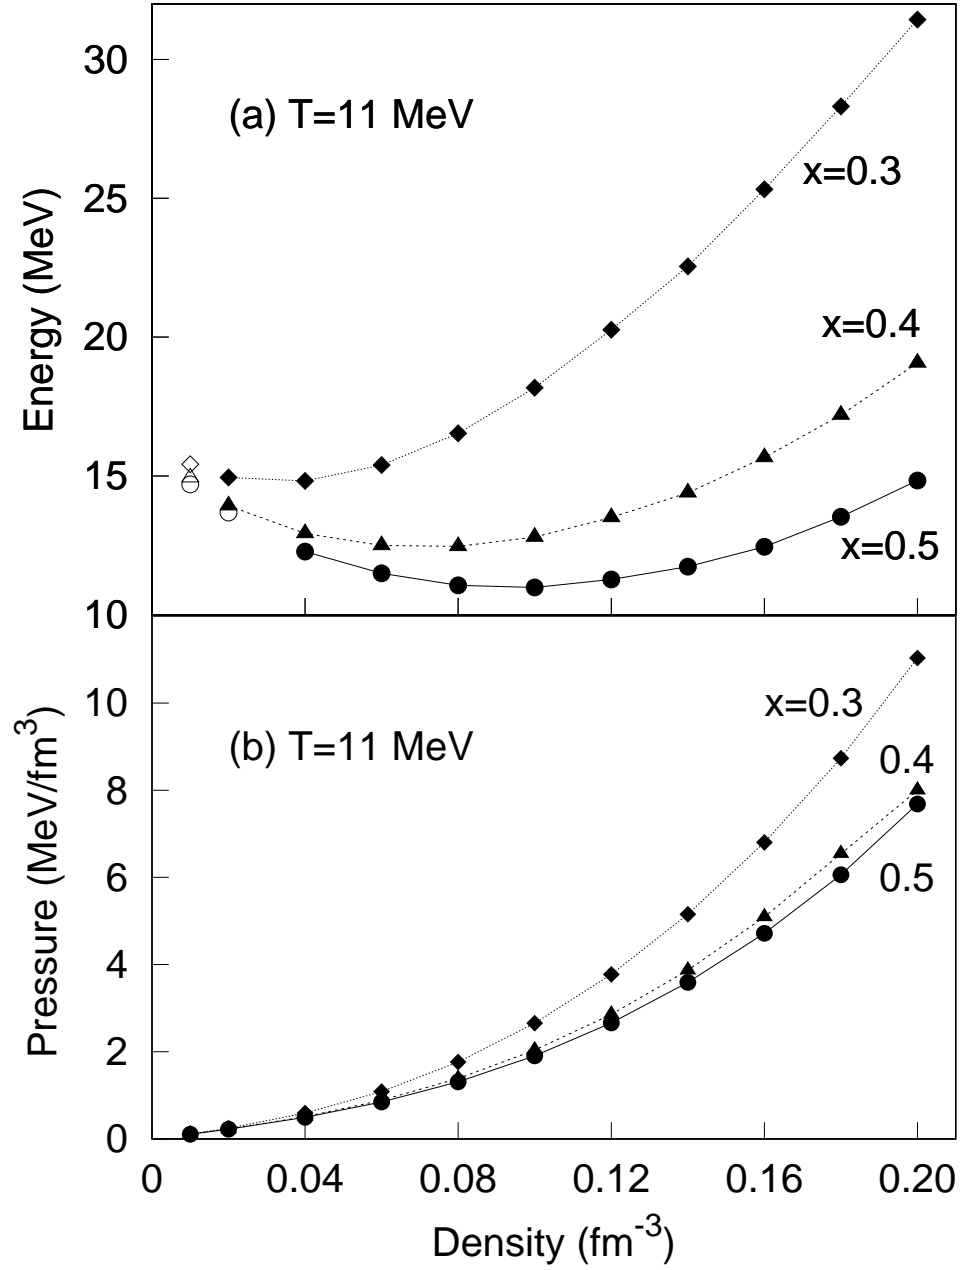 30
(a) T=11 MeV
x=0.3
25
Energy (MeV)
20
x=0.4
15
x=0.5
10
10
x=0.3
(b) T=11 MeV
0.4
8
Pressure (MeV/fm³)
6
0.5
4
2
0
0 0.04 0.08 0.12 0.16 0.20
Density (fm⁻³)